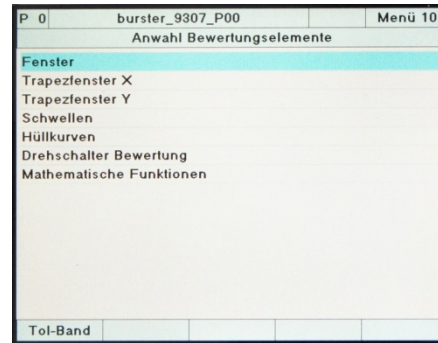 P 0 burster_9307_P00 Menü 10
Anwahl Bewertungselemente
Fenster
Trapezfenster X
Trapezfenster Y
Schwellen
Hüllkurven
Drehschalter Bewertung
Mathematische Funktionen
Tol-Band